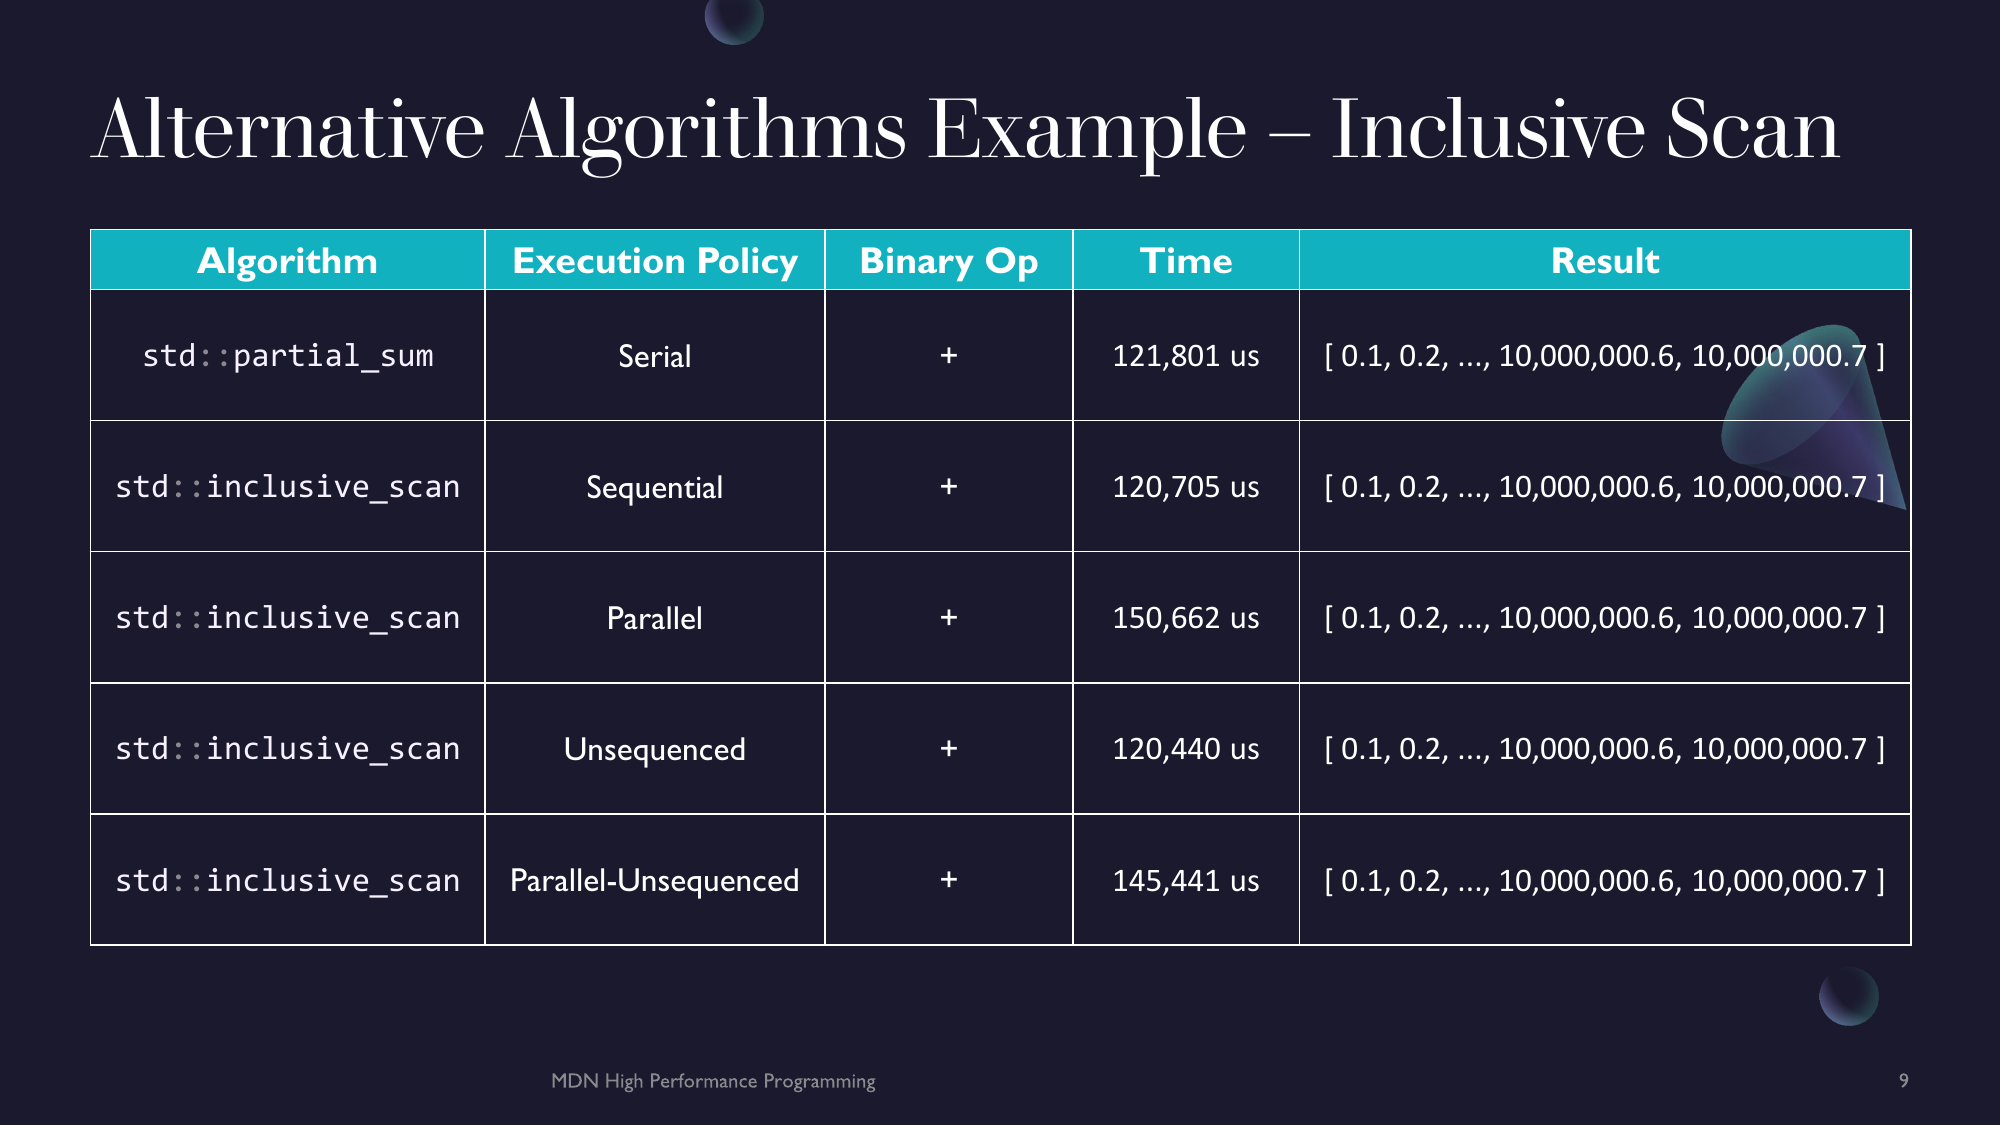 Alternative Algorithms Example – Inclusive Scan
Algorithm Execution Policy Binary Op Time Result
std::partial_sum Serial + 121,801 us [ 0.1, 0.2, ..., 10,000,000.6, 10,000,000.7 ]
std::inclusive_scan Sequential + 120,705 us [ 0.1, 0.2, ..., 10,000,000.6, 10,000,000.7 ]
std::inclusive_scan Parallel + 150,662 us [ 0.1, 0.2, ..., 10,000,000.6, 10,000,000.7 ]
std::inclusive_scan Unsequenced + 120,440 us [ 0.1, 0.2, ..., 10,000,000.6, 10,000,000.7 ]
std::inclusive_scan Parallel-Unsequenced + 145,441 us [ 0.1, 0.2, ..., 10,000,000.6, 10,000,000.7 ]
MDN High Performance Programming 9